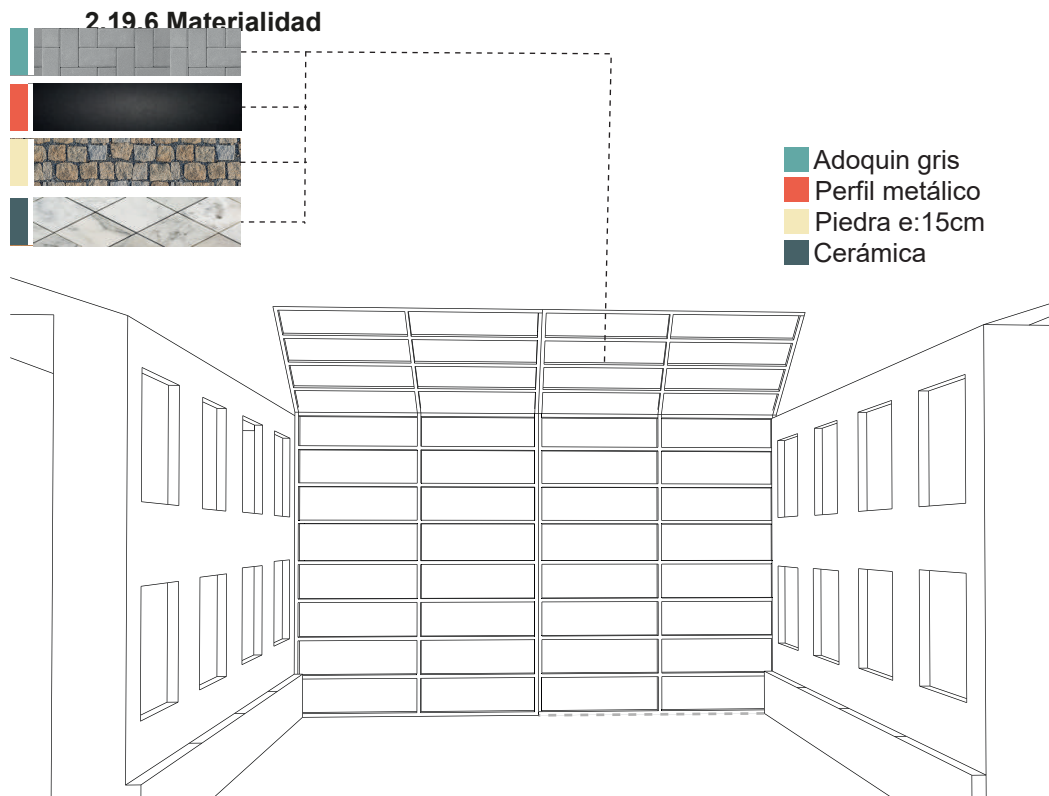 2.19.6 Materialidad
Adoquin gris
Perfil metálico
Piedra e:15cm
Cerámica